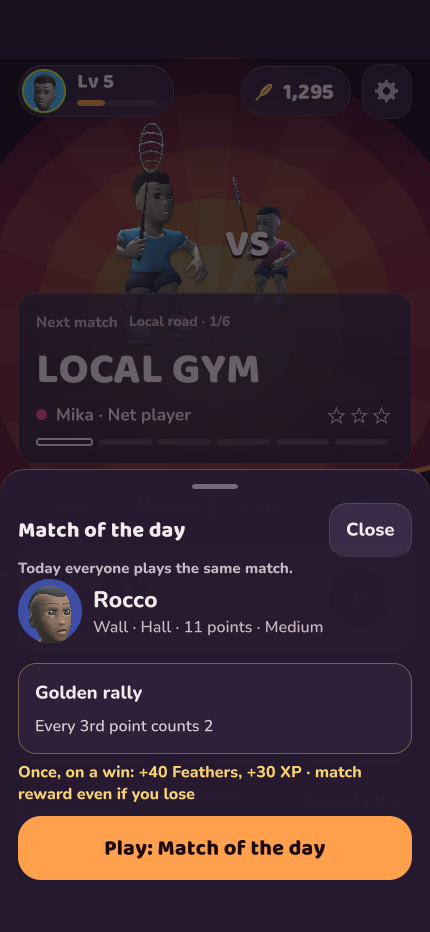 Lv 5
1,295
VS
Next match Local road · 1/6
LOCAL GYM
Mika · Net player
Match of the day
Close
Today everyone plays the same match.
Rocco
Wall · Hall · 11 points · Medium
Golden rally
Every 3rd point counts 2
Once, on a win: +40 Feathers, +30 XP · match
reward even if you lose
Play: Match of the day